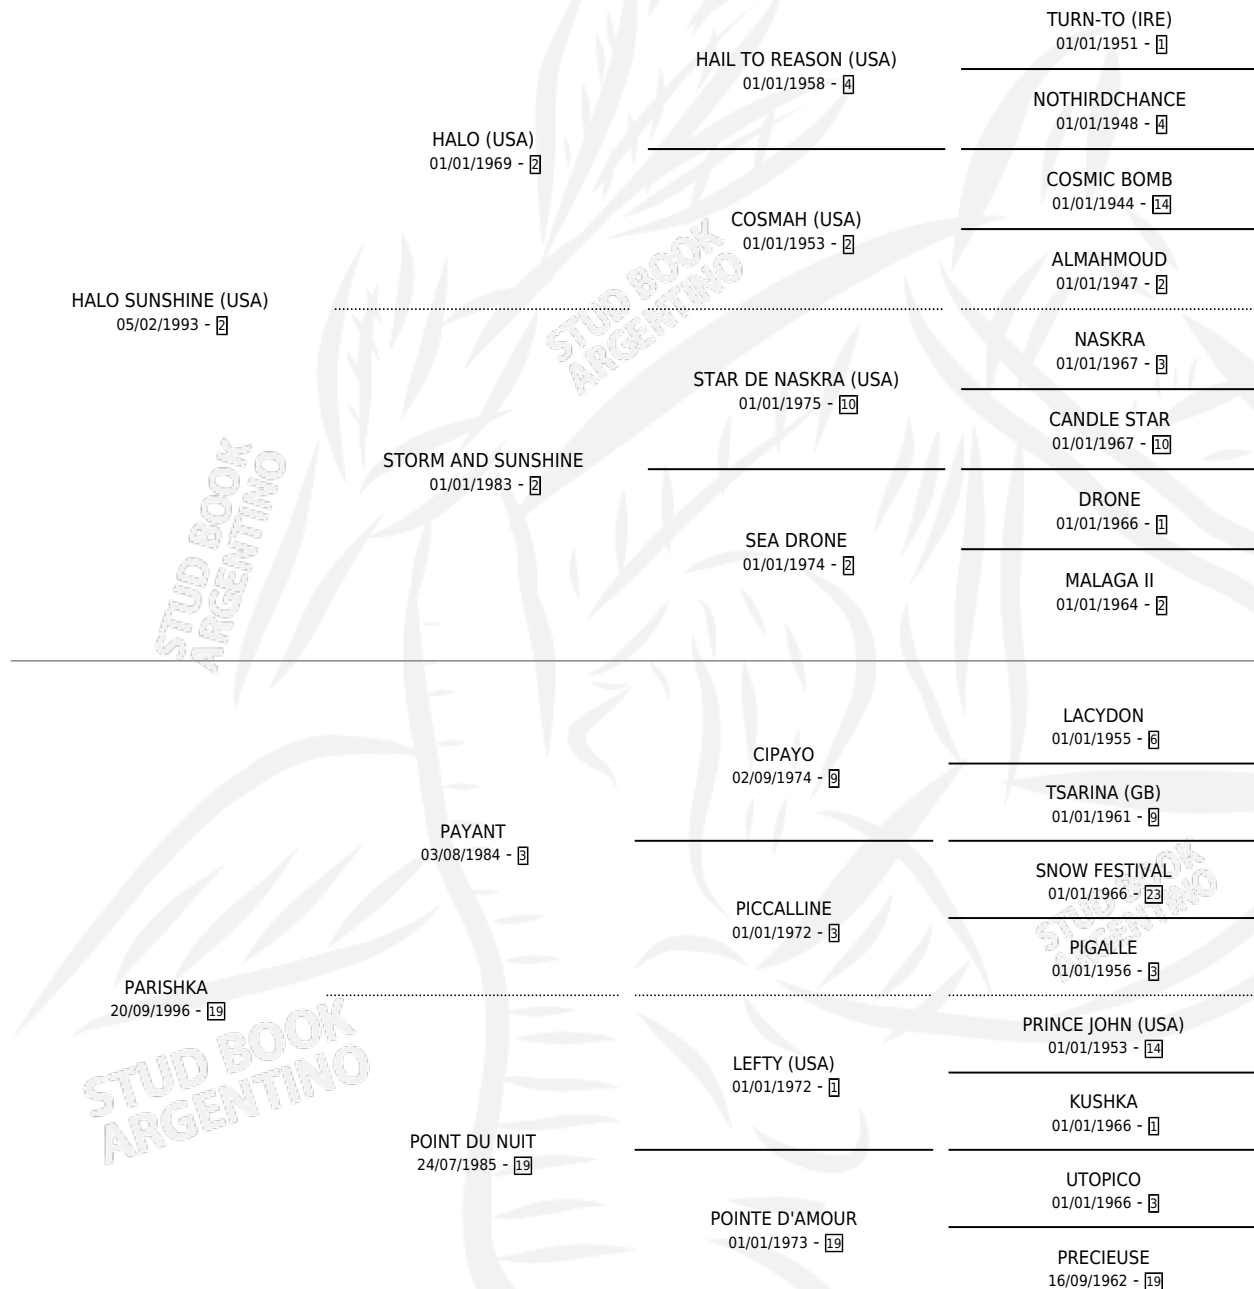 TURN-TO (IRE)
01/01/1951 - 1
HAIL TO REASON (USA)
01/01/1958 - 4
NOTHIRDCHANCE
01/01/1948 - 4
HALO (USA)
01/01/1969 - 2
COSMIC BOMB
01/01/1944 - 14
COSMAH (USA)
01/01/1953 - 2
ALMAHMOUD
01/01/1947 - 2
HALO SUNSHINE (USA)
05/02/1993 - 2
NASKRA
01/01/1967 - 3
STAR DE NASKRA (USA)
01/01/1975 - 10
CANDLE STAR
01/01/1967 - 10
STORM AND SUNSHINE
01/01/1983 - 2
DRONE
01/01/1966 - 1
SEA DRONE
01/01/1974 - 2
MALAGA II
01/01/1964 - 2
LACYDON
01/01/1955 - 6
CIPAYO
02/09/1974 - 9
TSARINA (GB)
01/01/1961 - 9
PAYANT
03/08/1984 - 3
SNOW FESTIVAL
01/01/1966 - 23
PICCALLINE
01/01/1972 - 3
PIGALLE
01/01/1956 - 3
PARISHKA
20/09/1996 - 19
PRINCE JOHN (USA)
01/01/1953 - 14
LEFTY (USA)
01/01/1972 - 1
KUSHKA
01/01/1966 - 1
POINT DU NUIT
24/07/1985 - 19
UTOPICO
01/01/1966 - 3
POINTE D'AMOUR
01/01/1973 - 19
PRECIEUSE
16/09/1962 - 19
STUD BOOK
ARGENTINO
STUD BOOK
ARGENTINO
STUD BOOK
ARGENTINO
STUD BOOK
ARGENTINO